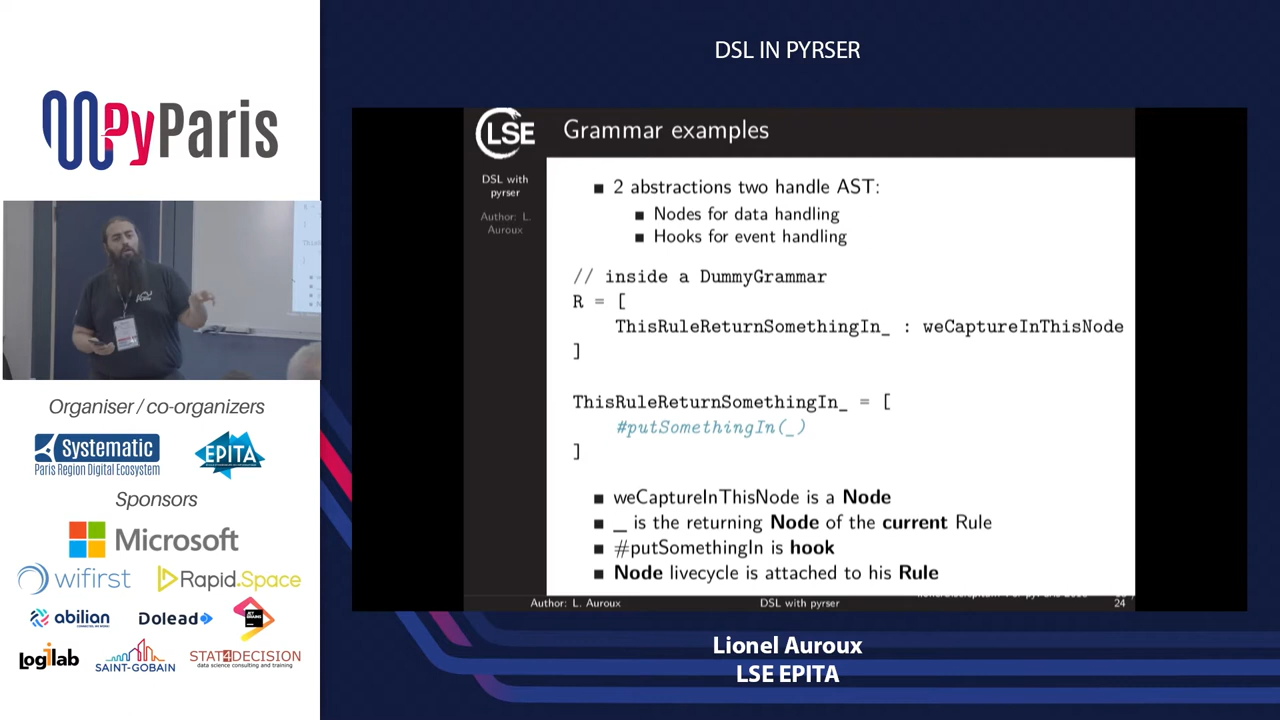 DSL IN PYRSER
PyParis
LSE
Grammar examples
DSL with
pyrser
Author: L.
Auroux
■ 2 abstractions two handle AST:
■ Nodes for data handling
■ Hooks for event handling
// inside a DummyGrammar
R = [
ThisRuleReturnSomethingIn_ : weCaptureInThisNode
]
ThisRuleReturnSomethingIn_ = [
#putSomethingIn(_)
]
■ weCaptureInThisNode is a Node
■ _ is the returning Node of the current Rule
■ #putSomethingIn is hook
■ Node livecycle is attached to his Rule
Author: L. Auroux DSL with pyrser 24
Organiser / co-organizers
Systematic
Paris Region Digital Ecosystem
EPITA
Sponsors
Microsoft
wifirst
Rapid.Space
abilian
Dolead
JET BRAINS
Logilab
SAINT-GOBAIN
STAT4DECISION
data science consulting and training
Lionel Auroux
LSE EPITA